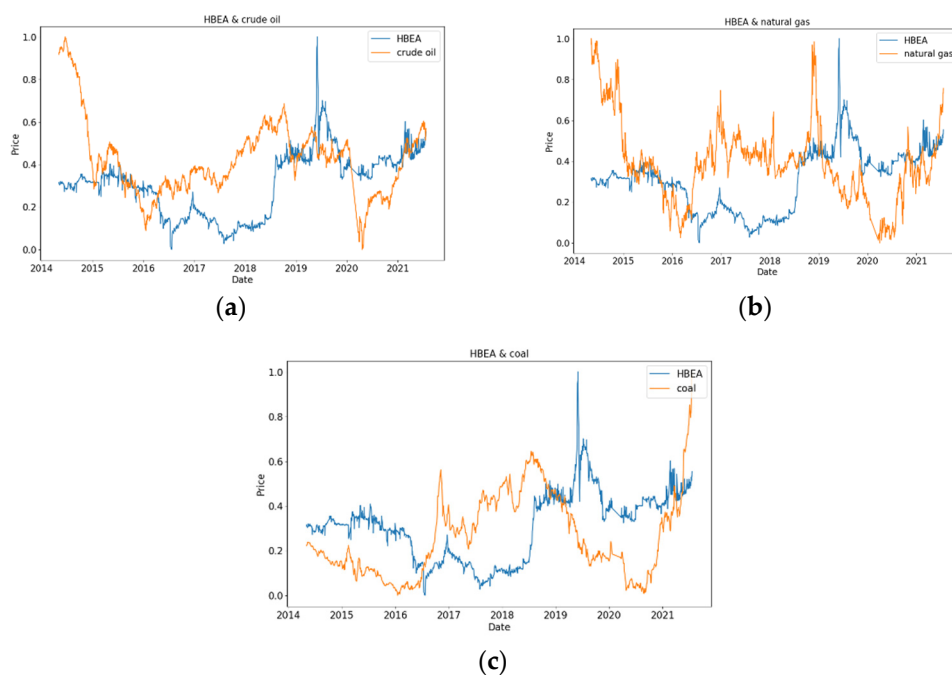 HBEA & crude oil
HBEA
crude oil
Price
1.0
0.8
0.6
0.4
0.2
0.0
2014 2015 2016 2017 2018 2019 2020 2021
Date
(a)
HBEA & natural gas
HBEA
natural gas
Price
1.0
0.8
0.6
0.4
0.2
0.0
2014 2015 2016 2017 2018 2019 2020 2021
Date
(b)
HBEA & coal
HBEA
coal
Price
1.0
0.8
0.6
0.4
0.2
0.0
2014 2015 2016 2017 2018 2019 2020 2021
Date
(c)